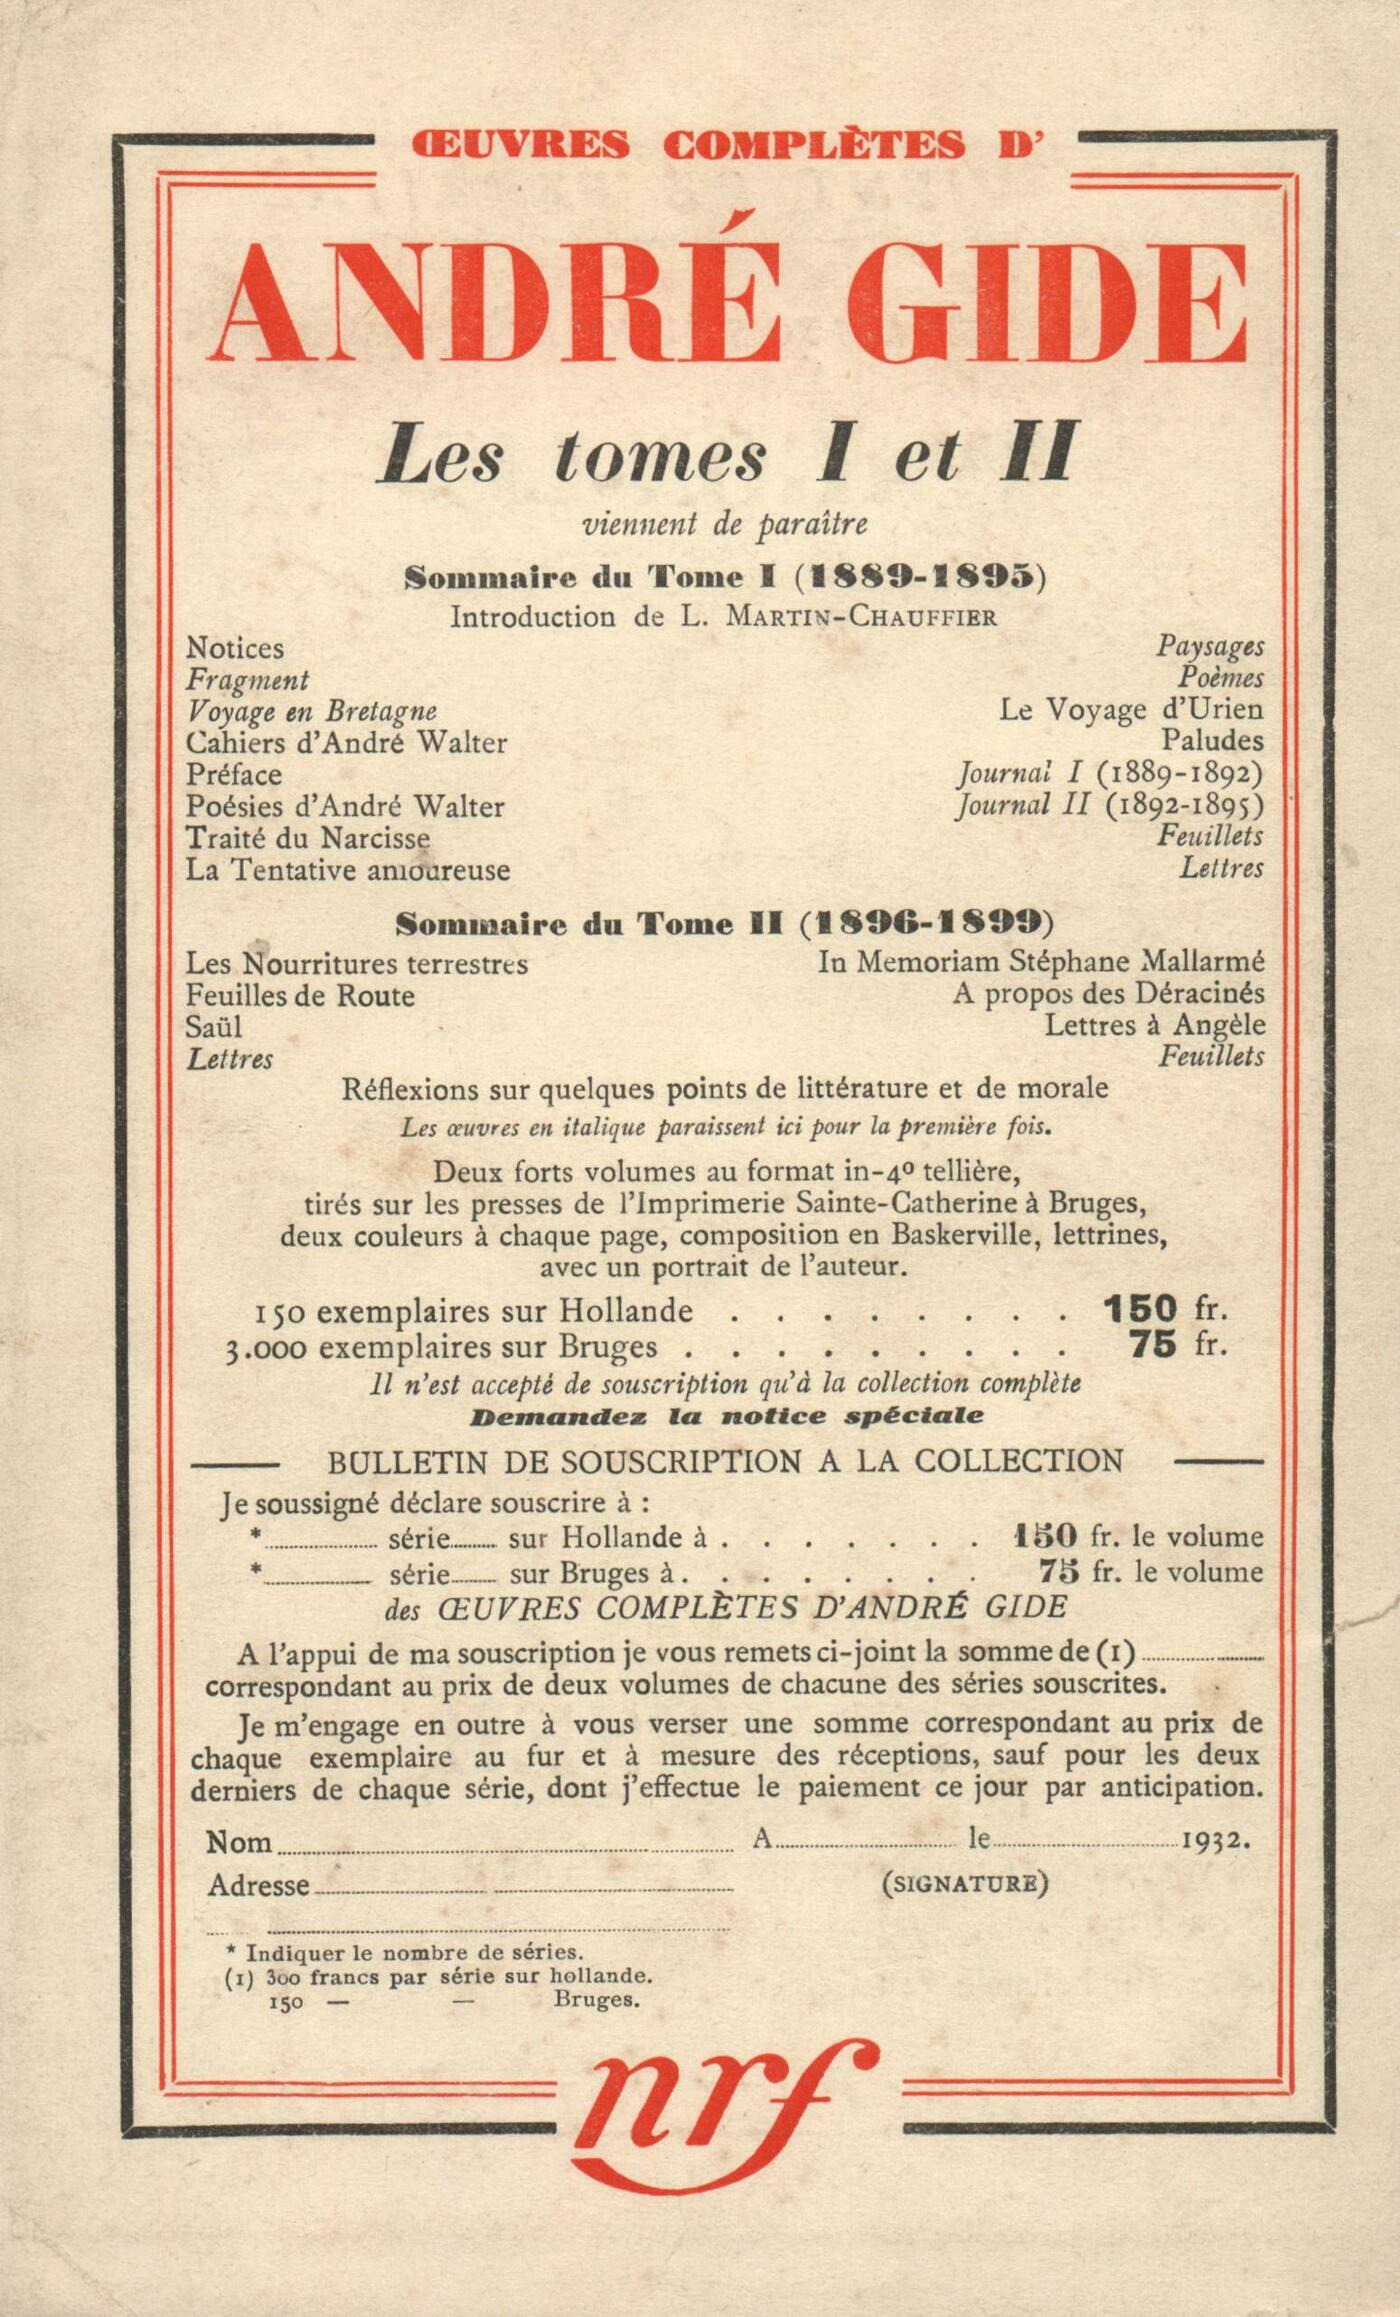 ŒUVRES COMPLÈTES D'
ANDRÉ GIDE
Les tomes I et II
viennent de paraître
Sommaire du Tome I (1889-1895)
Introduction de L. MARTIN-CHAUFFIER
Notices Paysages
Fragment Poèmes
Voyage en Bretagne Le Voyage d'Urien
Cahiers d'André Walter Paludes
Préface Journal I (1889-1892)
Poésies d'André Walter Journal II (1892-1895)
Traité du Narcisse Feuillets
La Tentative amoureuse Lettres
Sommaire du Tome II (1896-1899)
Les Nourritures terrestres In Memoriam Stéphane Mallarmé
Feuilles de Route A propos des Déracinés
Saül Lettres à Angèle
Lettres Feuillets
Réflexions sur quelques points de littérature et de morale
Les œuvres en italique paraissent ici pour la première fois.
Deux forts volumes au format in-4º tellière,
tirés sur les presses de l'Imprimerie Sainte-Catherine à Bruges,
deux couleurs à chaque page, composition en Baskerville, lettrines,
avec un portrait de l'auteur.
150 exemplaires sur Hollande . . . . . . . . 150 fr.
3.000 exemplaires sur Bruges . . . . . . . . . 75 fr.
Il n'est accepté de souscription qu'à la collection complète
Demandez la notice spéciale
BULLETIN DE SOUSCRIPTION A LA COLLECTION
Je soussigné déclare souscrire à :
*........ série........ sur Hollande à . . . . . . . 150 fr. le volume
*........ série........ sur Bruges à . . . . . . . . 75 fr. le volume
des ŒUVRES COMPLÈTES D'ANDRÉ GIDE
A l'appui de ma souscription je vous remets ci-joint la somme de (1)........
correspondant au prix de deux volumes de chacune des séries souscrites.
Je m'engage en outre à vous verser une somme correspondant au prix de
chaque exemplaire au fur et à mesure des réceptions, sauf pour les deux
derniers de chaque série, dont j'effectue le paiement ce jour par anticipation.
Nom........ A........ le........1932.
Adresse........ (SIGNATURE)
* Indiquer le nombre de séries.
(1) 300 francs par série sur hollande.
150 — — Bruges.
nrf